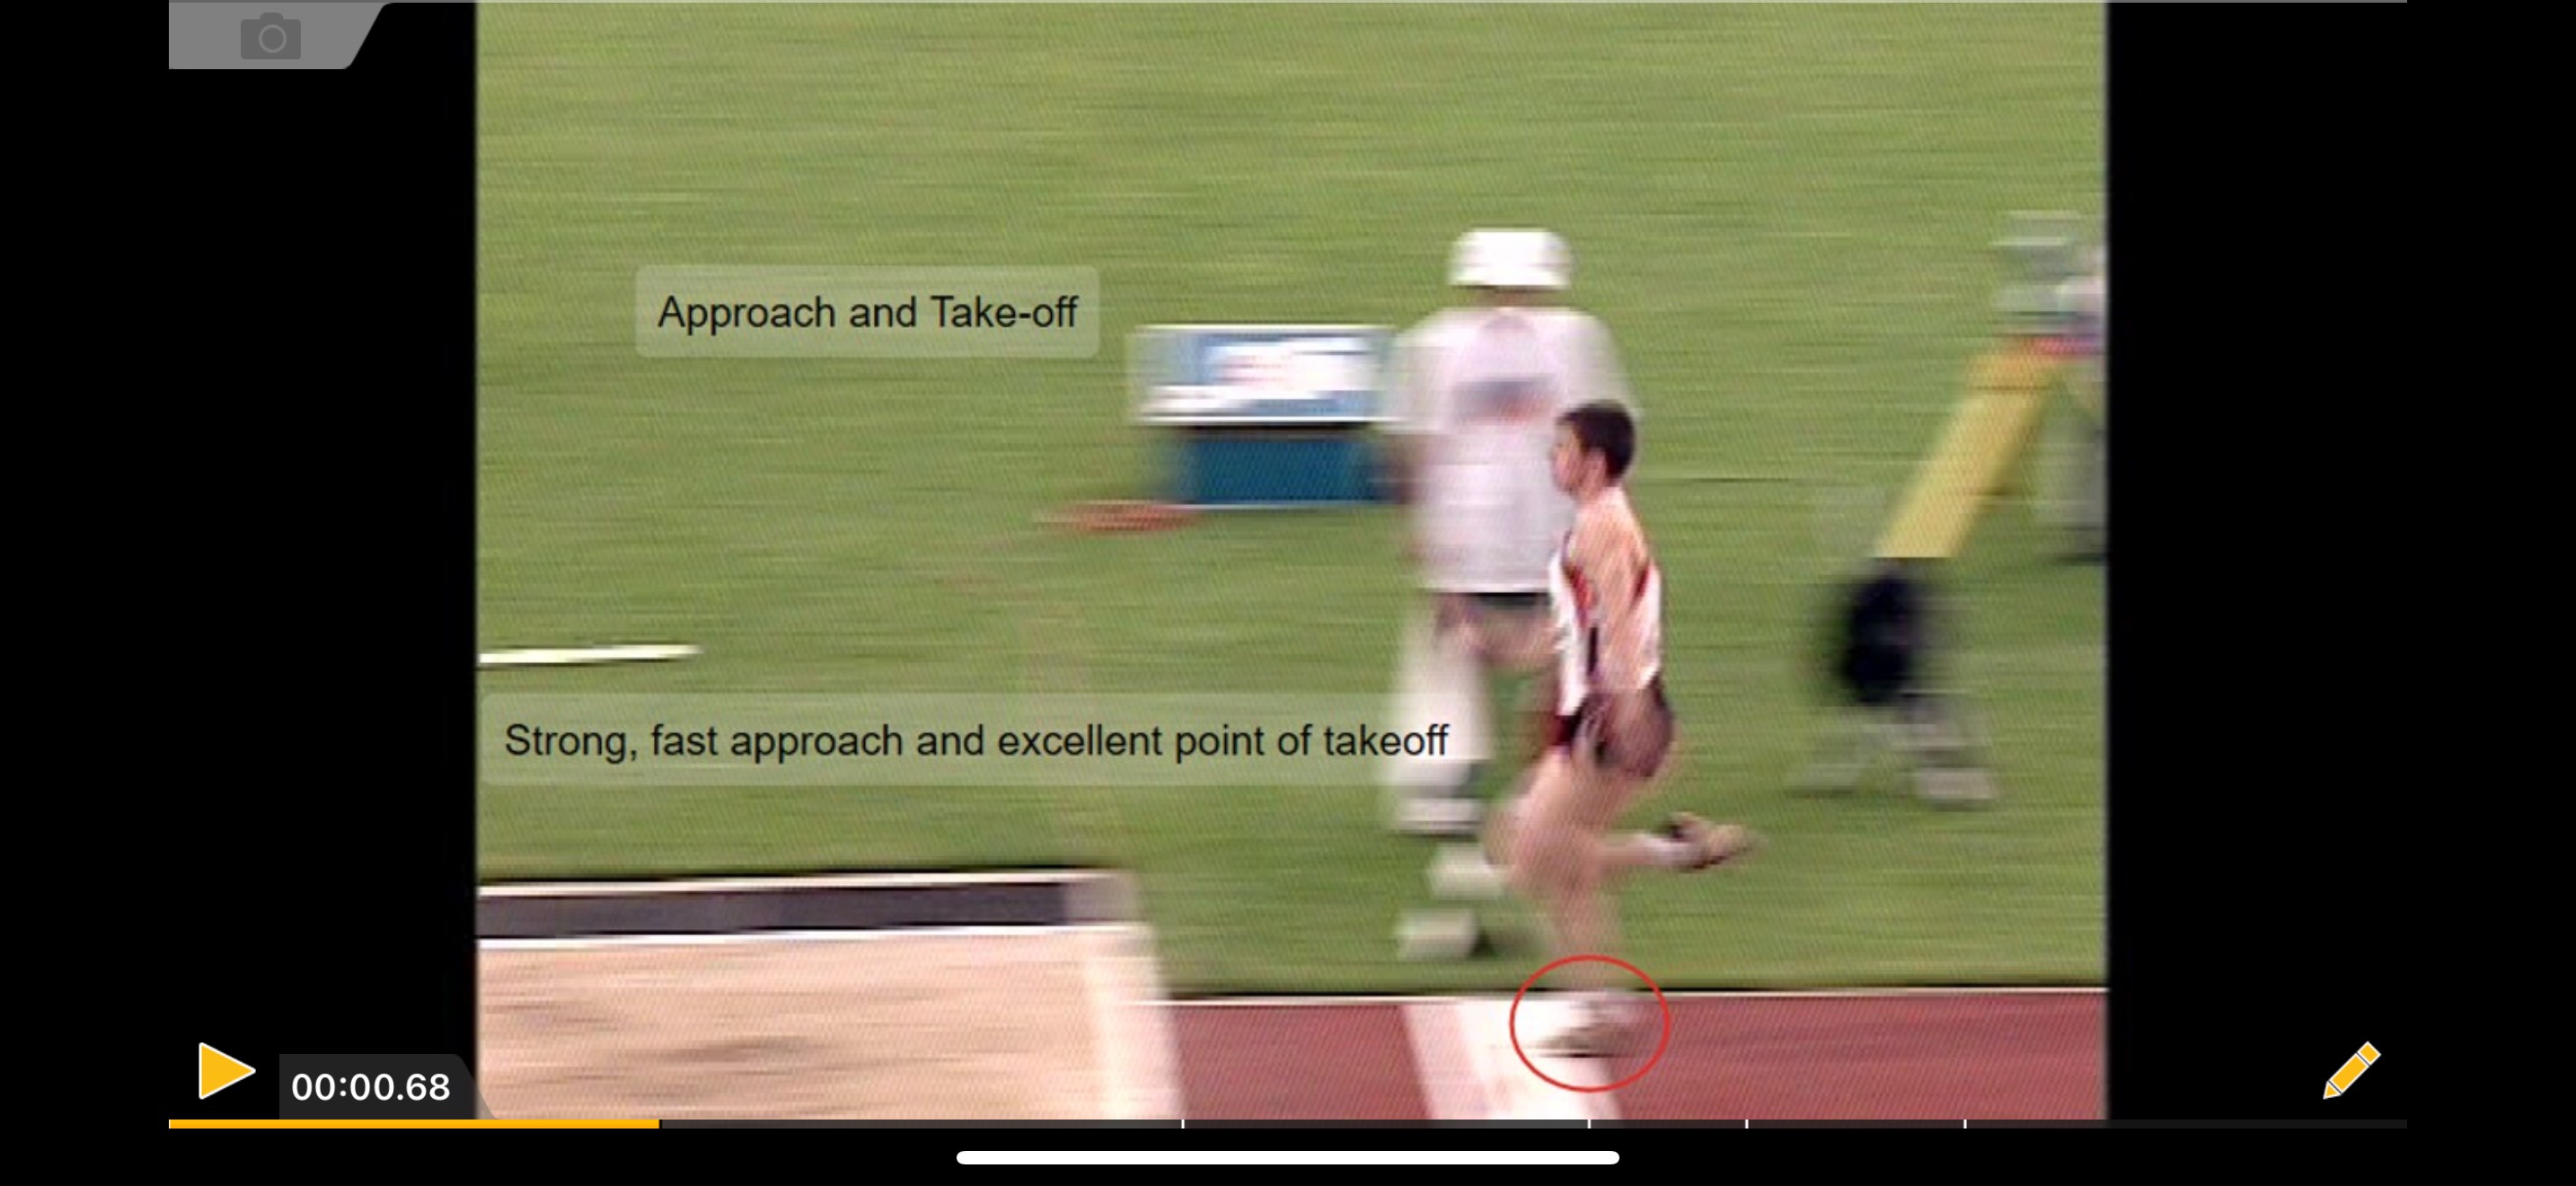 Approach and Take-off
Strong, fast approach and excellent point of takeoff
00:00.68